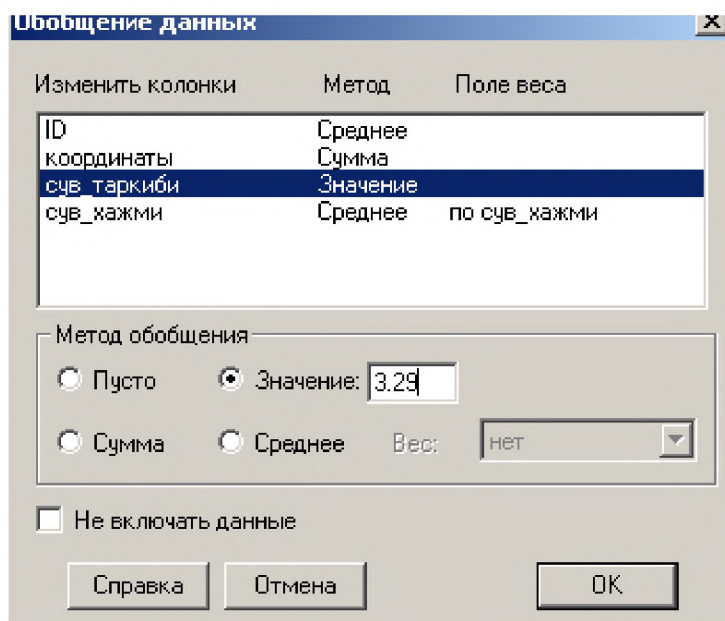 Обобщение данных
Изменить колонки Метод Поле веса
ID Среднее
координаты Сумма
сув_таркиби Значение
сув_хажми Среднее по сув_хажми
Метод обобщения
Пусто Значение: 3.29
Сумма Среднее Вес: нет
Не включать данные
Справка Отмена OK